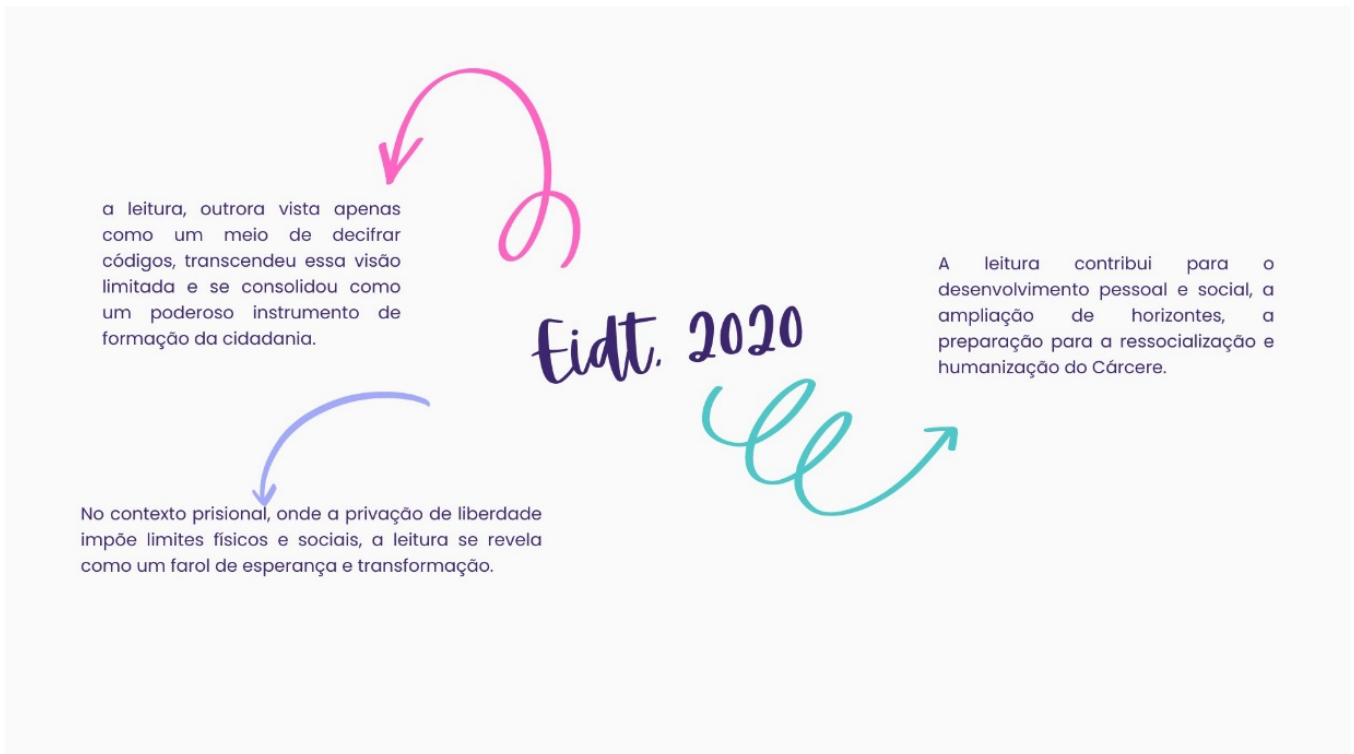 a leitura, outrora vista apenas
como um meio de decifrar
códigos, transcendeu essa visão
limitada e se consolidou como
um poderoso instrumento de
formação da cidadania.
Eidt, 2020
A leitura contribui para o
desenvolvimento pessoal e social, a
ampliação de horizontes, a
preparação para a ressocialização e
humanização do Cárcere.
No contexto prisional, onde a privação de liberdade
impõe limites físicos e sociais, a leitura se revela
como um farol de esperança e transformação.